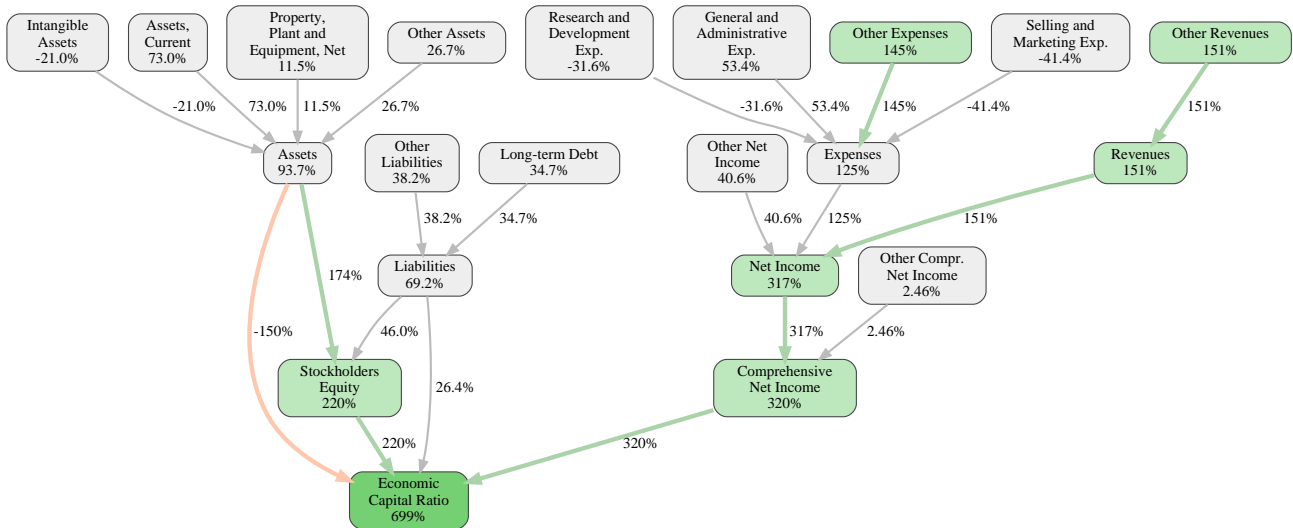 Intangible
Assets
-21.0%
Assets,
Current
73.0%
Property,
Plant and
Equipment, Net
11.5%
Other Assets
26.7%
Research and
Development Exp.
-31.6%
General and
Administrative
Exp.
53.4%
Other Expenses
145%
Selling and
Marketing Exp.
-41.4%
Other Revenues
151%
-21.0%
73.0%
11.5%
26.7%
-31.6%
53.4%
145%
-41.4%
151%
Assets
93.7%
Other
Liabilities
38.2%
Long-term Debt
34.7%
Other Net
Income
40.6%
Expenses
125%
Revenues
151%
38.2%
34.7%
40.6%
125%
151%
Liabilities
69.2%
Net Income
317%
Other Compr.
Net Income
2.46%
174%
-150%
46.0%
317%
2.46%
Stockholders
Equity
220%
26.4%
Comprehensive
Net Income
320%
220%
320%
Economic
Capital Ratio
699%